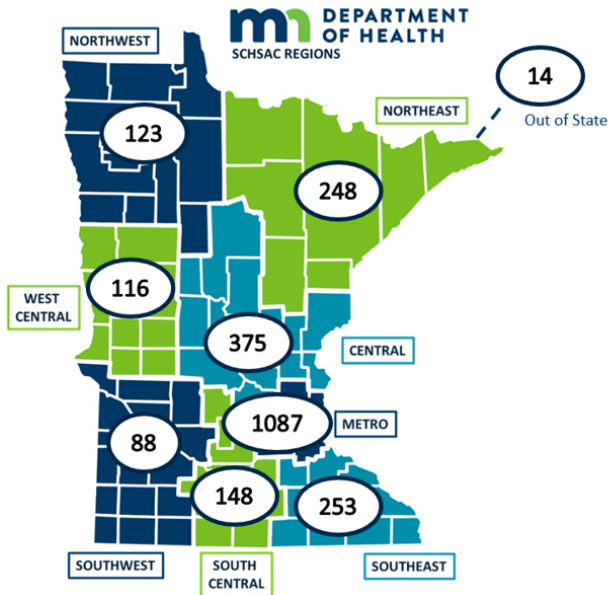 mn DEPARTMENT
OF HEALTH
SCHSAC REGIONS
NORTHWEST
14
Out of State
NORTHEAST
123
248
116
WEST
CENTRAL
375
CENTRAL
1087
METRO
88
148
253
SOUTHWEST
SOUTH
CENTRAL
SOUTHEAST